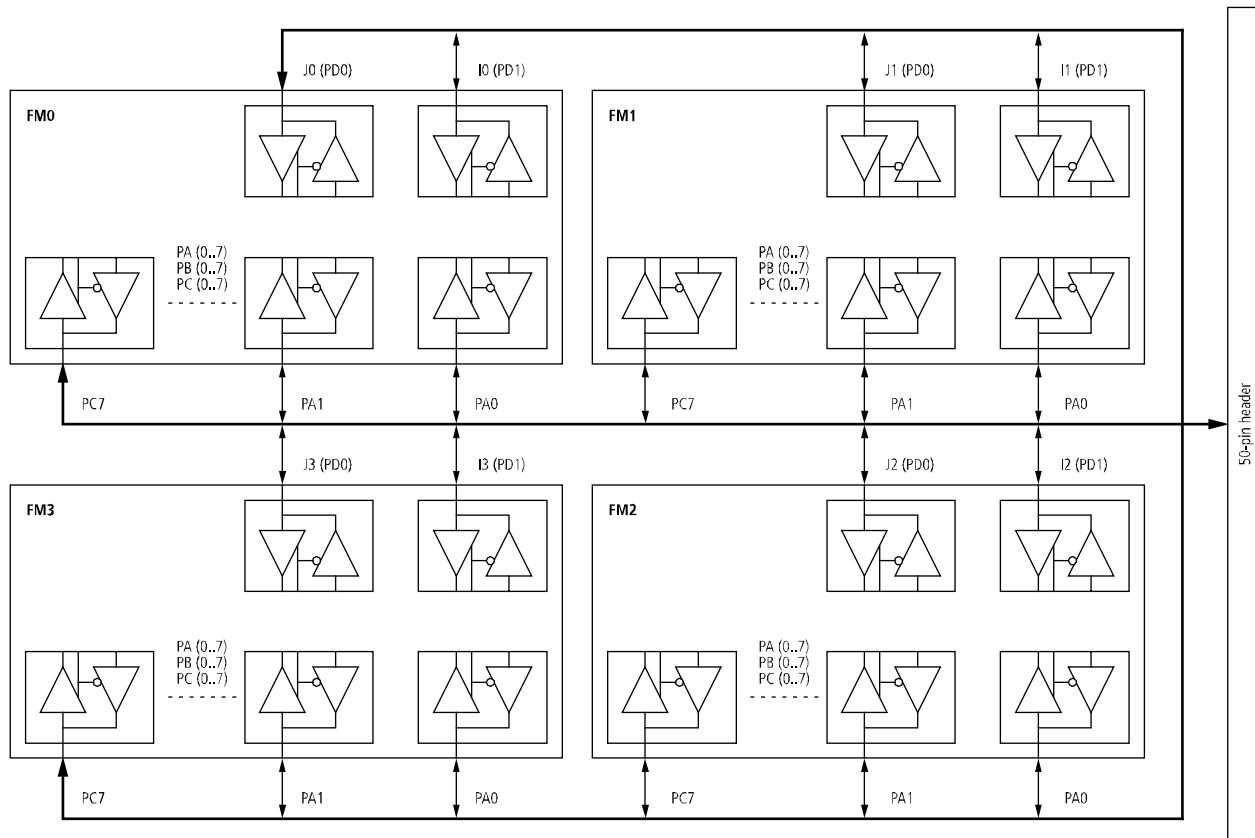 J0 (PD0) I0 (PD1) J1 (PD0) I1 (PD1)
FM0 FM1
PA (0..7) PA (0..7)
PB (0..7) PB (0..7)
PC (0..7) PC (0..7)
PC7 PA1 PA0 PC7 PA1 PA0
50-pin header
J3 (PD0) I3 (PD1) J2 (PD0) I2 (PD1)
FM3 FM2
PA (0..7) PA (0..7)
PB (0..7) PB (0..7)
PC (0..7) PC (0..7)
PC7 PA1 PA0 PC7 PA1 PA0